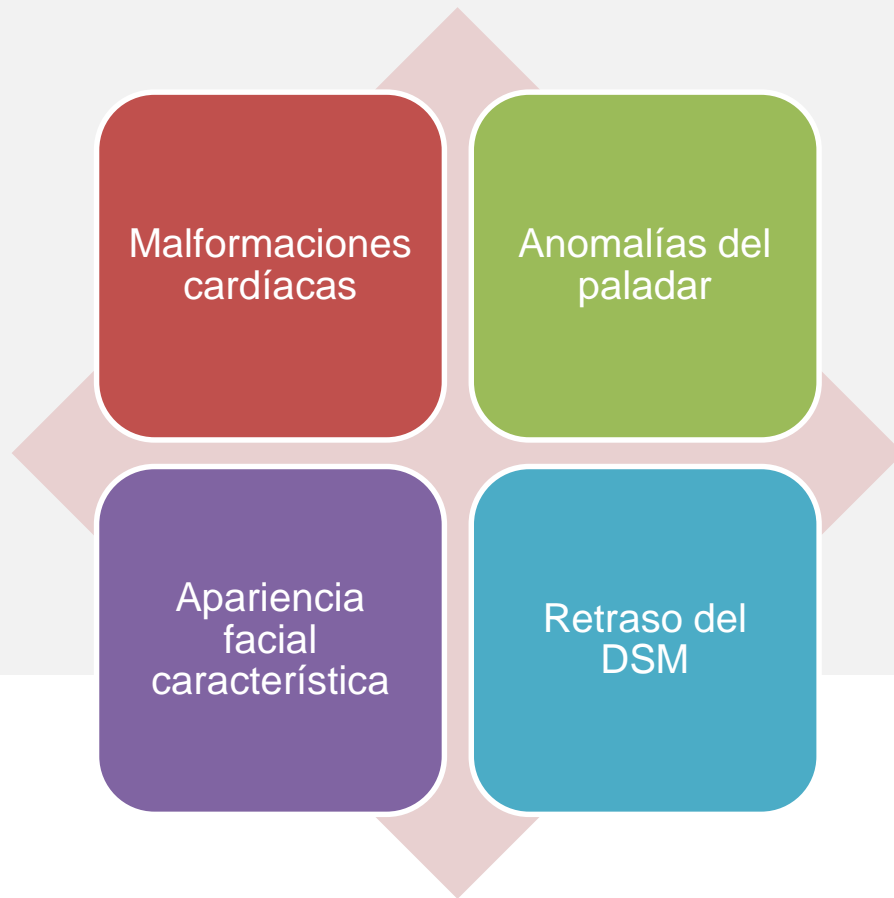 Malformaciones
cardíacas
Anomalías del
paladar
Apariencia
facial
característica
Retraso del
DSM